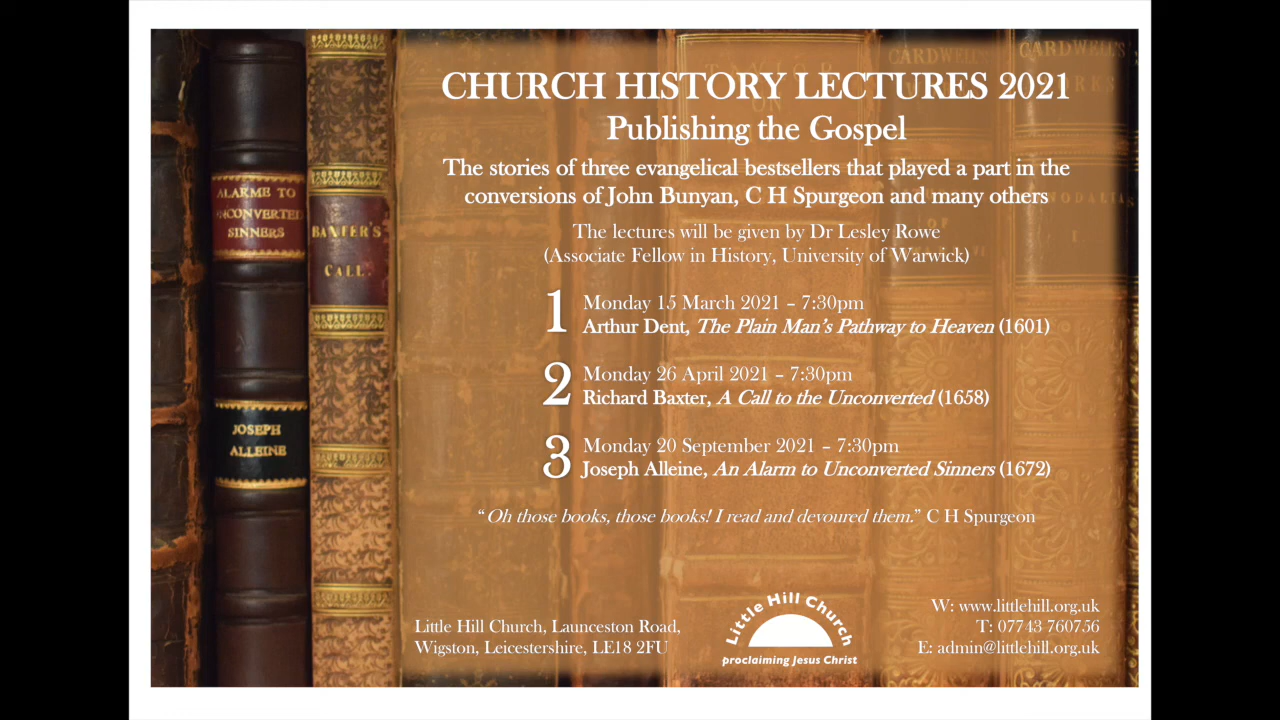 CHURCH HISTORY LECTURES 2021
Publishing the Gospel
The stories of three evangelical bestsellers that played a part in the
conversions of John Bunyan, C H Spurgeon and many others
The lectures will be given by Dr Lesley Rowe
(Associate Fellow in History, University of Warwick)
1
Monday 15 March 2021 – 7:30pm
Arthur Dent, The Plain Man's Pathway to Heaven (1601)
2
Monday 26 April 2021 – 7:30pm
Richard Baxter, A Call to the Unconverted (1658)
3
Monday 20 September 2021 – 7:30pm
Joseph Alleine, An Alarm to Unconverted Sinners (1672)
“Oh those books, those books! I read and devoured them.” C H Spurgeon
Little Hill Church, Launceston Road,
Wigston, Leicestershire, LE18 2FU
Little Hill Church
proclaiming Jesus Christ
W: www.littlehill.org.uk
T: 07743 760756
E: admin@littlehill.org.uk
ALARME TO
UNCONVERTED
SINNERS
JOSEPH
ALLEINE
BAXTER'S
CALL
TAYLOR
ON
CARDWELL'S
CARDWELL'S
WORKS
I